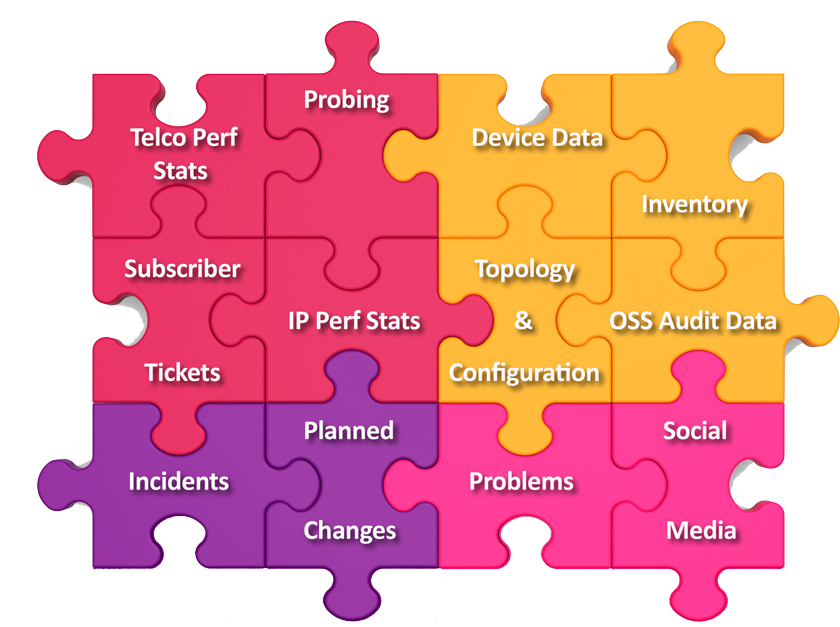 Telco Perf
Stats
Probing
Device Data
Inventory
Subscriber
Tickets
IP Perf Stats
Topology
&
Configuration
OSS Audit Data
Incidents
Planned
Changes
Problems
Social
Media